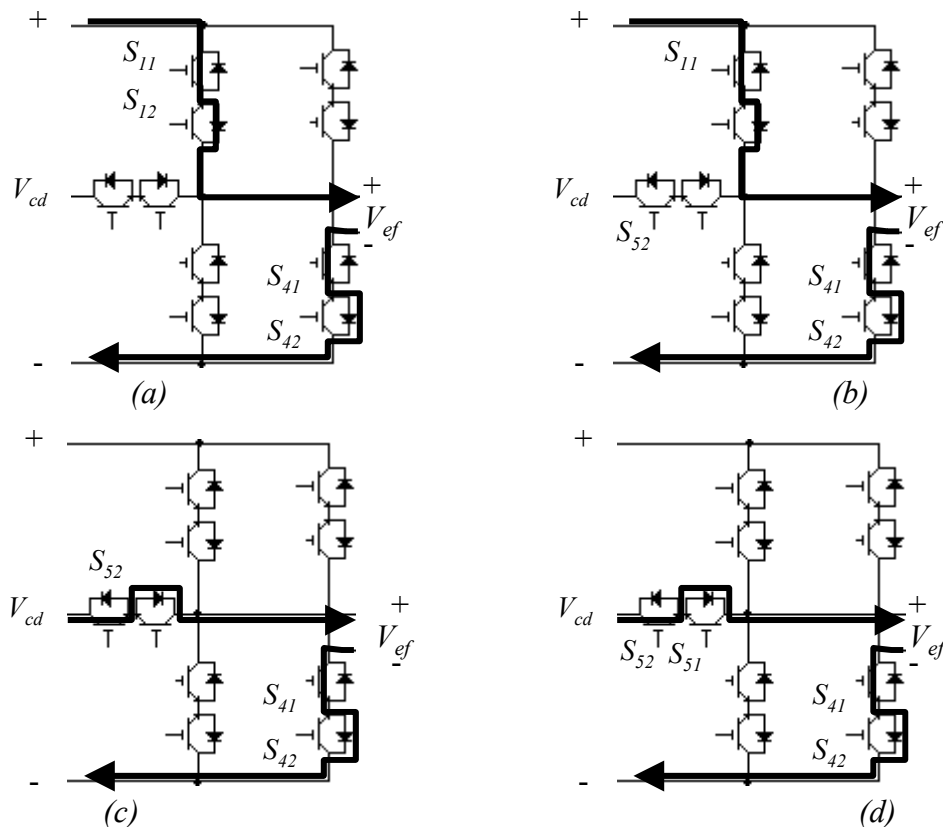 +
S11
S12
Vcd
+
Vef
-
S41
S42
-
(a)
+
S11
Vcd
S52
+
Vef
-
S41
S42
-
(b)
+
S52
Vcd
+
Vef
-
S41
S42
-
(c)
+
Vcd
S52 S51
+
Vef
-
S41
S42
-
(d)